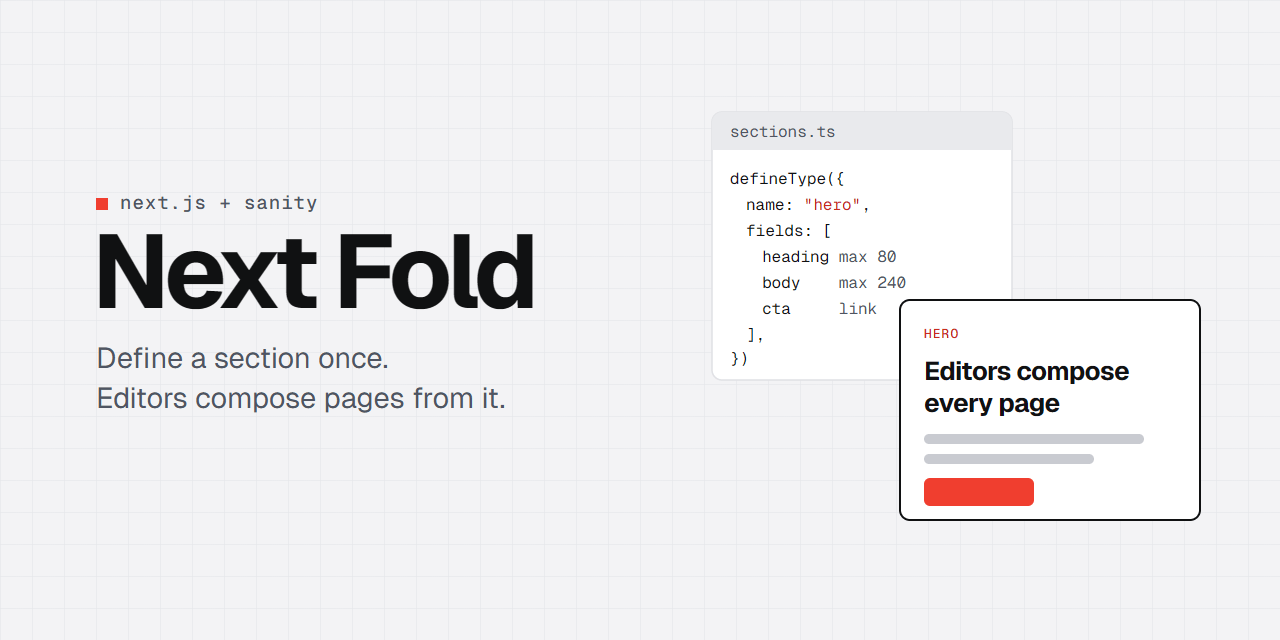 next.js + sanity
Next Fold
Define a section once.
Editors compose pages from it.
sections.ts
defineType({
  name: "hero",
  fields: [
    heading max 80
    body    max 240
    cta     link
  ],
})
HERO
Editors compose
every page